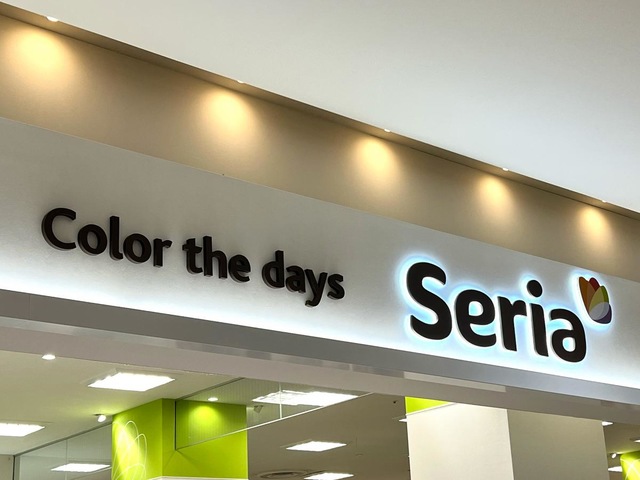 Color the days
Seria